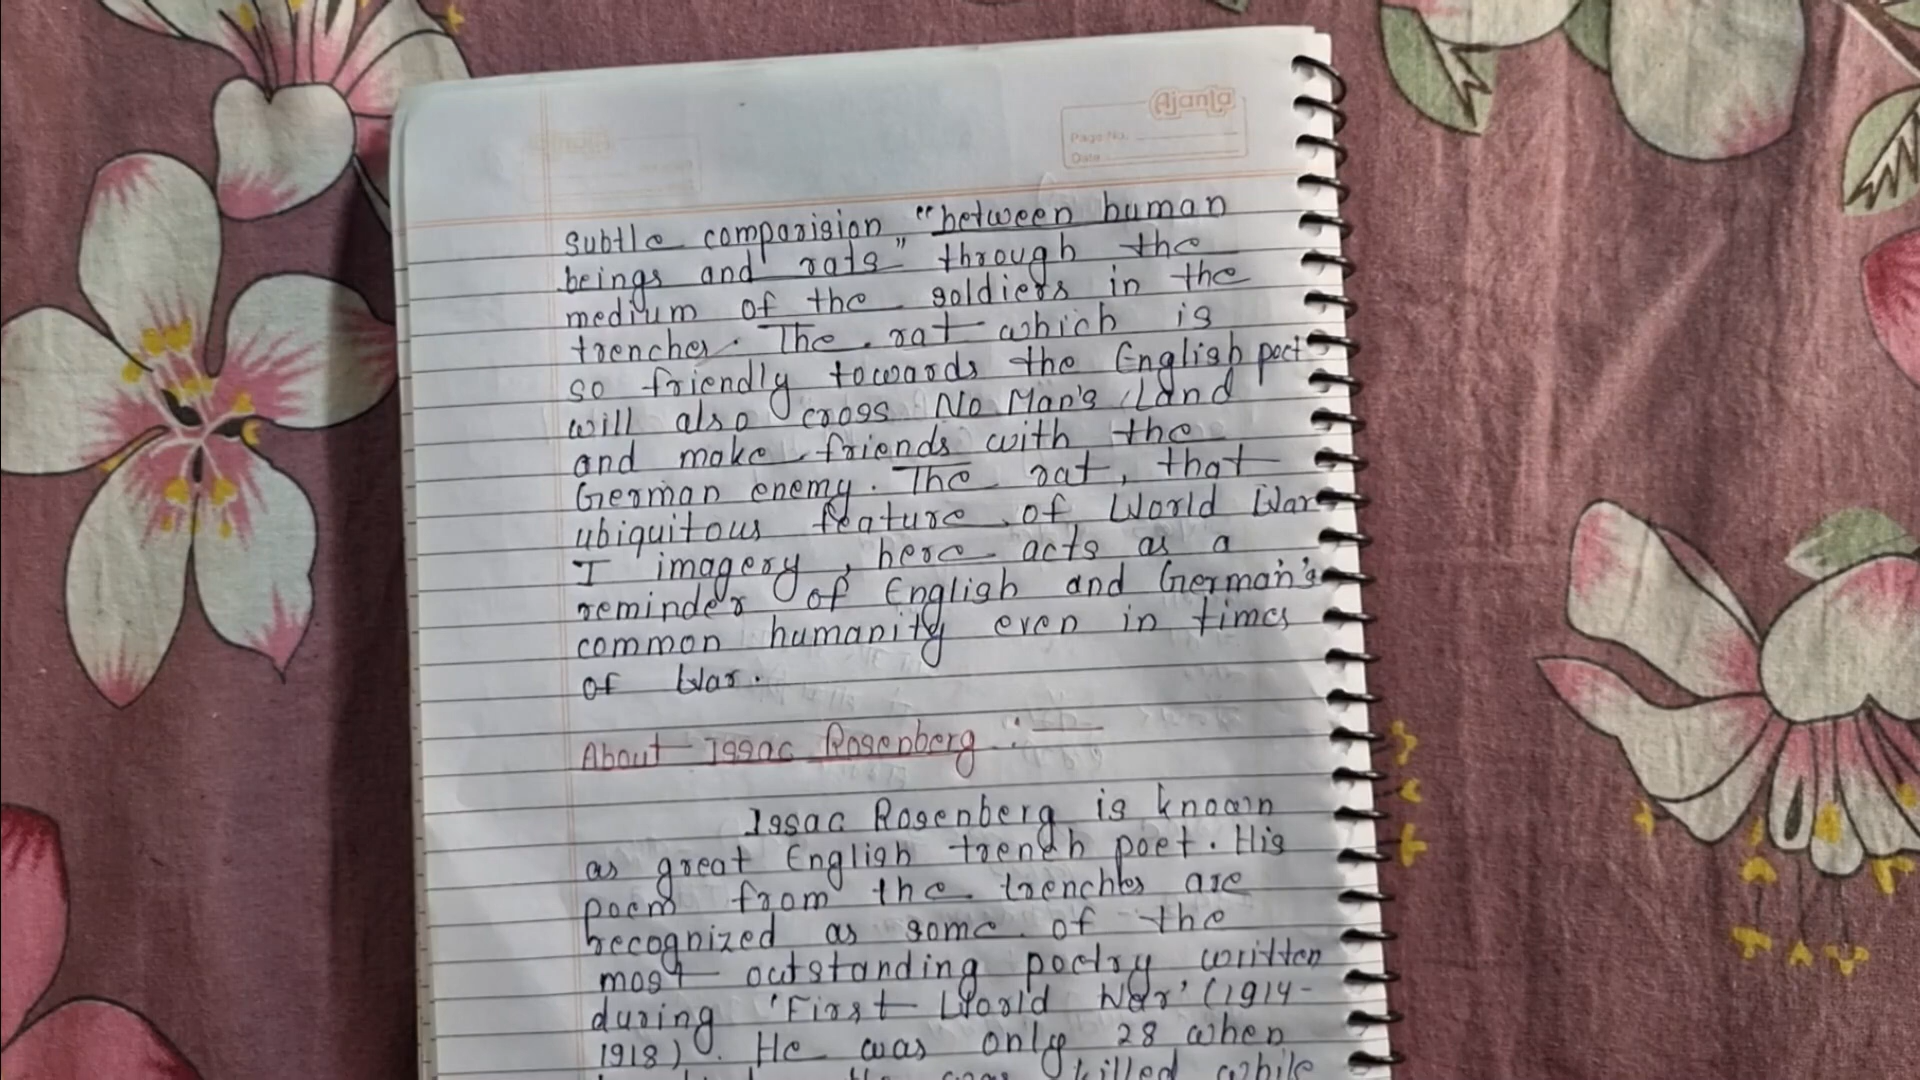 Ajanta
Page No.
Date
subtle comparision "between human
beings and rats" through the
medium of the soldiers in the
trenches. The rat which is
so friendly towards the English poet
will also cross No Man's Land
and make friends with the
German enemy. The rat, that
ubiquitous feature of World War
I imagery, here acts as a
reminder of English and German's
common humanity even in times
of War.
About Issac Rosenberg :
Issac Rosenberg is known
as great English trench poet. His
poem from the trenches are
recognized as some of the
most outstanding poetry written
during 'First World War' (1914-
1918). He was only 28 when
killed while